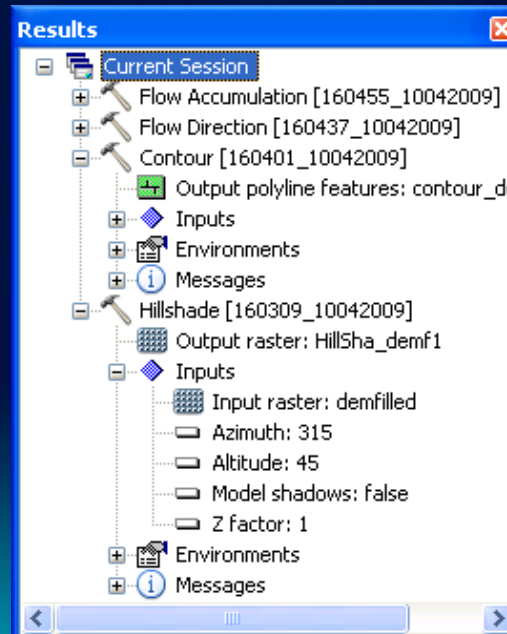 Results
Current Session
Flow Accumulation [160455_10042009]
Flow Direction [160437_10042009]
Contour [160401_10042009]
Output polyline features: contour_d
Inputs
Environments
Messages
Hillshade [160309_10042009]
Output raster: HillSha_demf1
Inputs
Input raster: demfilled
Azimuth: 315
Altitude: 45
Model shadows: false
Z factor: 1
Environments
Messages